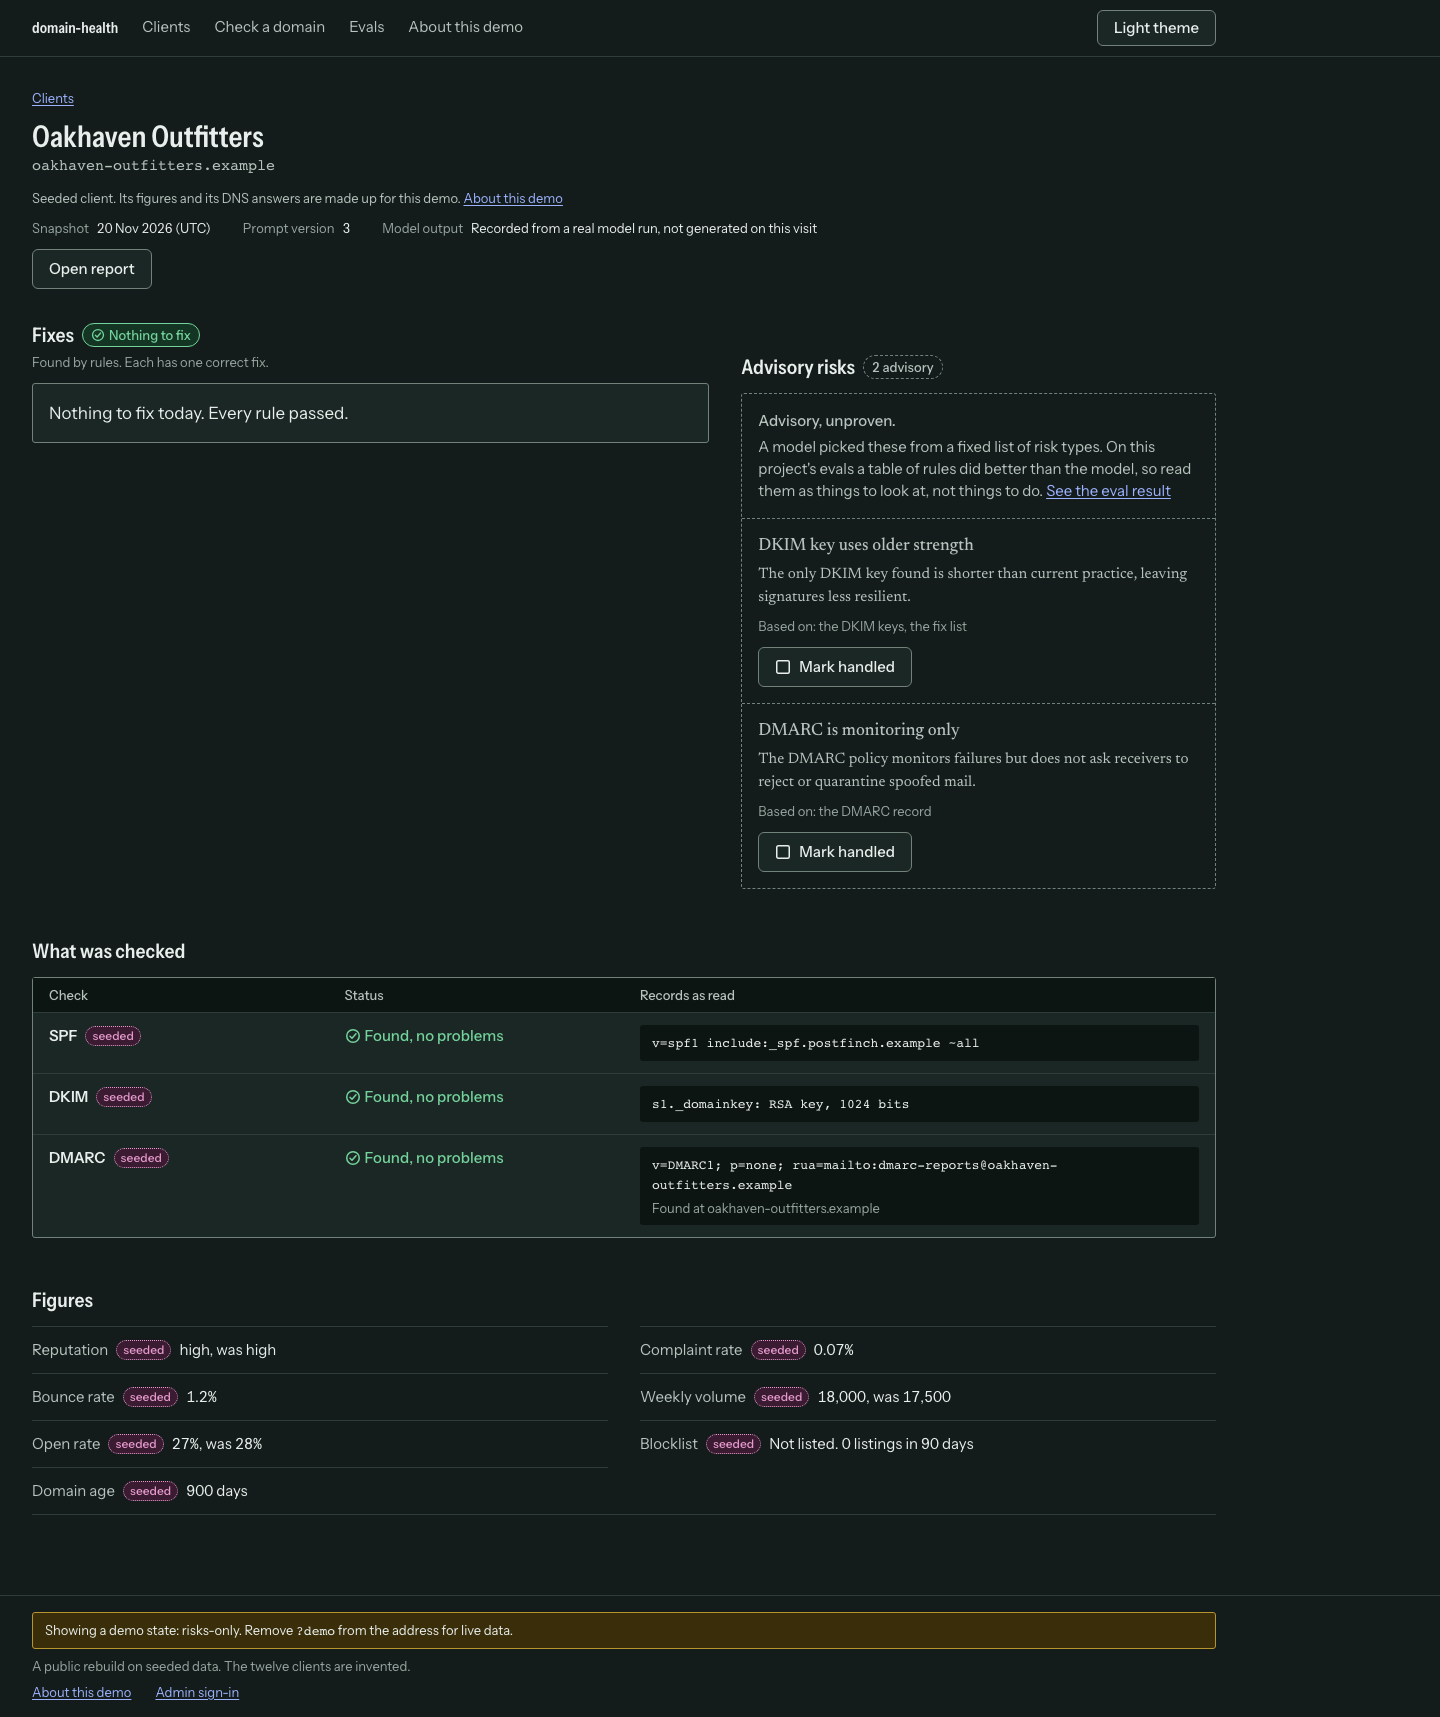 domain-health Clients Check a domain Evals About this demo Light theme
Clients
Oakhaven Outfitters
oakhaven-outfitters.example
Seeded client. Its figures and its DNS answers are made up for this demo. About this demo
Snapshot 20 Nov 2026 (UTC) Prompt version 3 Model output Recorded from a real model run, not generated on this visit
Open report
Fixes Nothing to fix
Found by rules. Each has one correct fix.
Nothing to fix today. Every rule passed.
Advisory risks 2 advisory
Advisory, unproven.
A model picked these from a fixed list of risk types. On this
project's evals a table of rules did better than the model, so read
them as things to look at, not things to do. See the eval result
DKIM key uses older strength
The only DKIM key found is shorter than current practice, leaving
signatures less resilient.
Based on: the DKIM keys, the fix list
Mark handled
DMARC is monitoring only
The DMARC policy monitors failures but does not ask receivers to
reject or quarantine spoofed mail.
Based on: the DMARC record
Mark handled
What was checked
Check Status Records as read
SPF seeded Found, no problems v=spf1 include:_spf.postfinch.example ~all
DKIM seeded Found, no problems s1._domainkey: RSA key, 1024 bits
DMARC seeded Found, no problems v=DMARC1; p=none; rua=mailto:dmarc-reports@oakhaven-
outfitters.example
Found at oakhaven-outfitters.example
Figures
Reputation seeded high, was high
Complaint rate seeded 0.07%
Bounce rate seeded 1.2%
Weekly volume seeded 18,000, was 17,500
Open rate seeded 27%, was 28%
Blocklist seeded Not listed. 0 listings in 90 days
Domain age seeded 900 days
Showing a demo state: risks-only. Remove ?demo from the address for live data.
A public rebuild on seeded data. The twelve clients are invented.
About this demo Admin sign-in